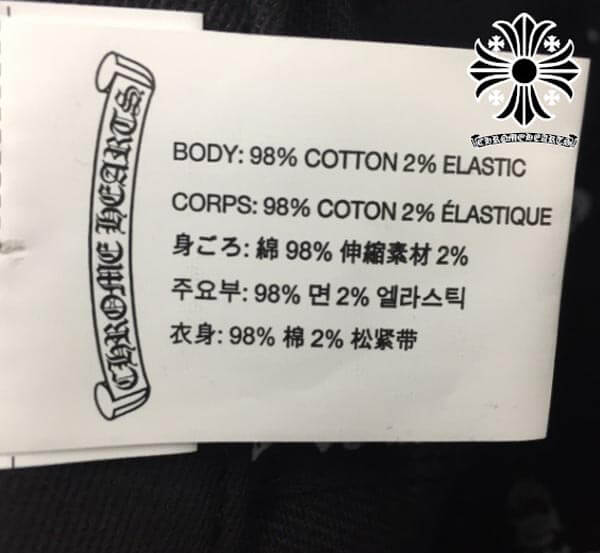 CHROME HEARTS
CHROME HEARTS
BODY: 98% COTTON 2% ELASTIC
CORPS: 98% COTON 2% ÉLASTIQUE
身ごろ: 綿 98% 伸縮素材 2%
주요부: 98% 면 2% 엘라스틱
衣身: 98% 棉 2% 松紧带